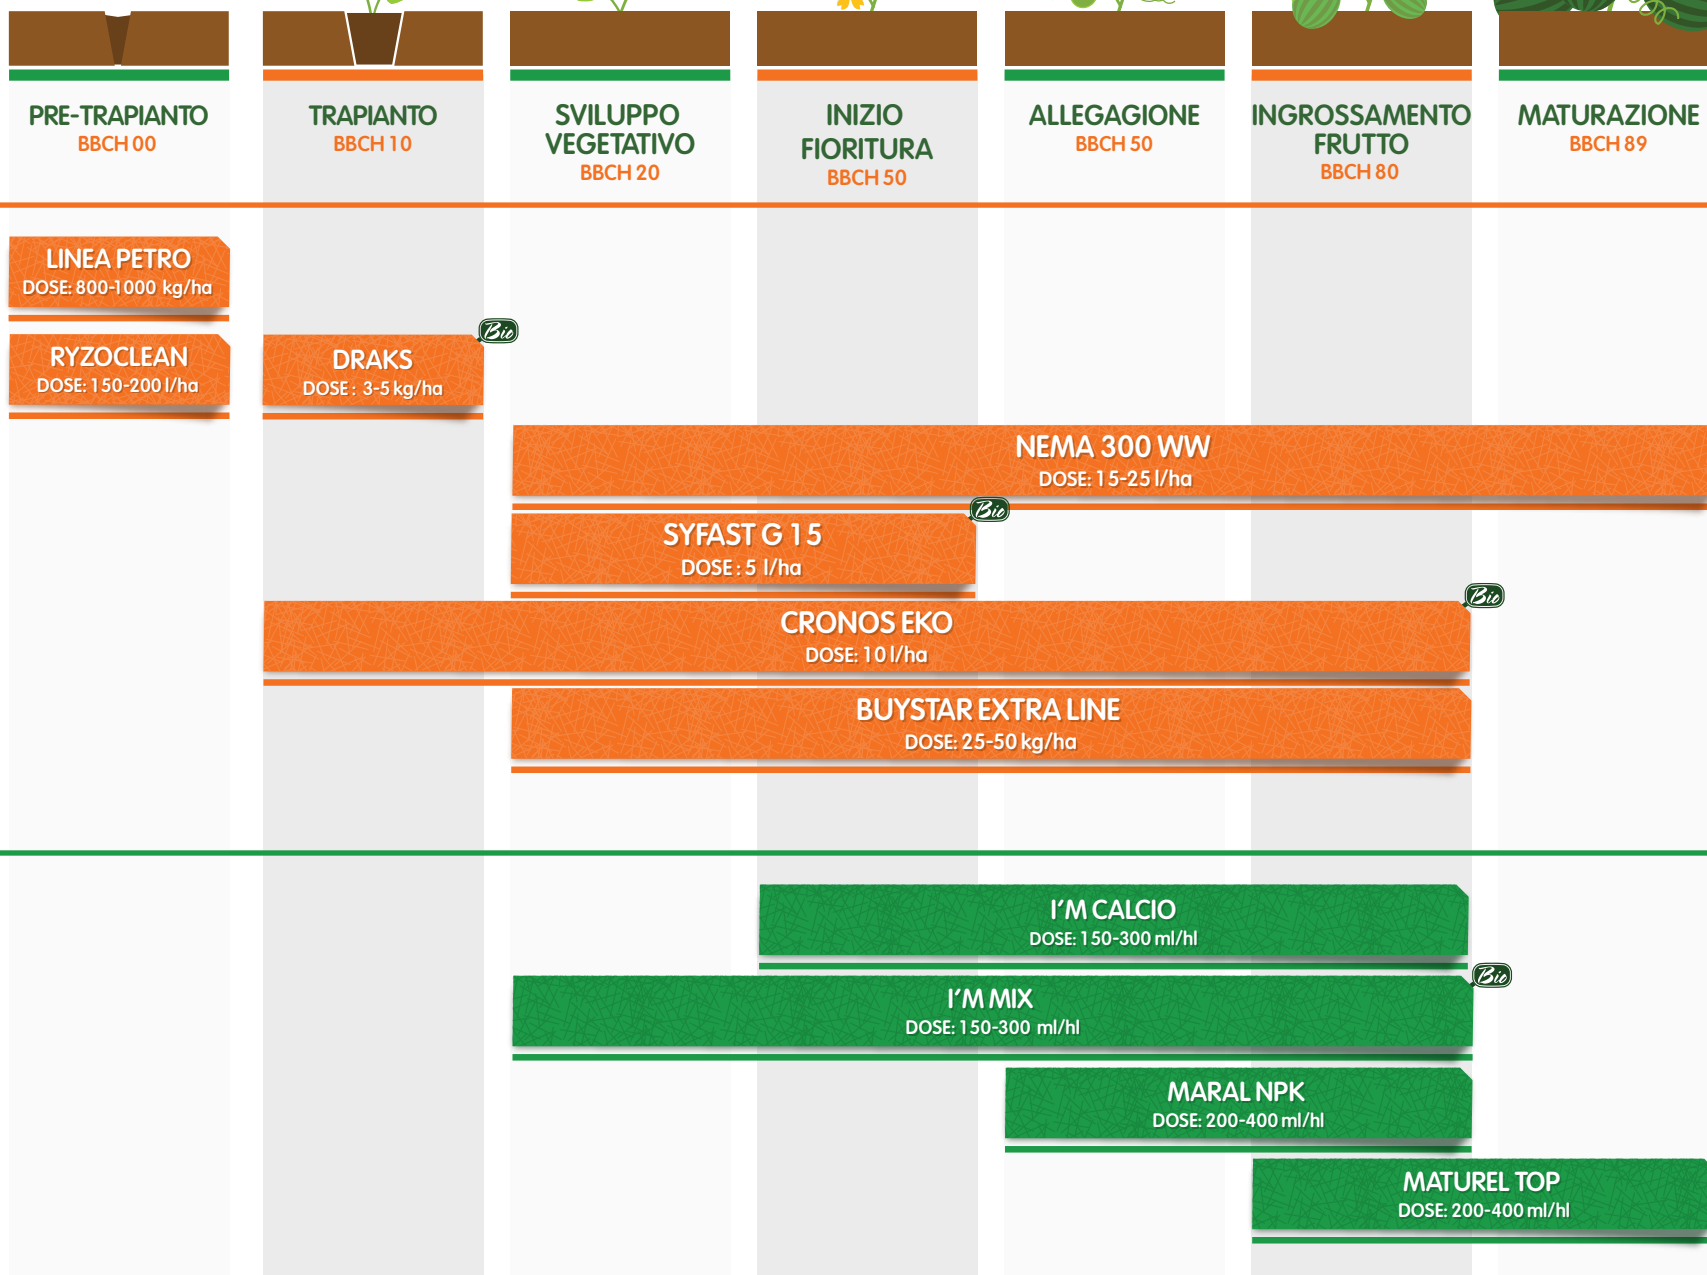 PRE-TRAPIANTO
BBCH 00
TRAPIANTO
BBCH 10
SVILUPPO
VEGETATIVO
BBCH 20
INIZIO
FIORITURA
BBCH 50
ALLEGAGIONE
BBCH 50
INGROSSAMENTO
FRUTTO
BBCH 80
MATURAZIONE
BBCH 89
LINEA PETRO
DOSE: 800-1000 kg/ha
RYZOCLEAN
DOSE: 150-200 l/ha
Bio
DRAKS
DOSE : 3-5 kg/ha
NEMA 300 WW
DOSE: 15-25 l/ha
Bio
SYFAST G 15
DOSE : 5 l/ha
Bio
CRONOS EKO
DOSE: 10 l/ha
BUYSTAR EXTRA LINE
DOSE: 25-50 kg/ha
I'M CALCIO
DOSE: 150-300 ml/hl
Bio
I'M MIX
DOSE: 150-300 ml/hl
MARAL NPK
DOSE: 200-400 ml/hl
MATUREL TOP
DOSE: 200-400 ml/hl